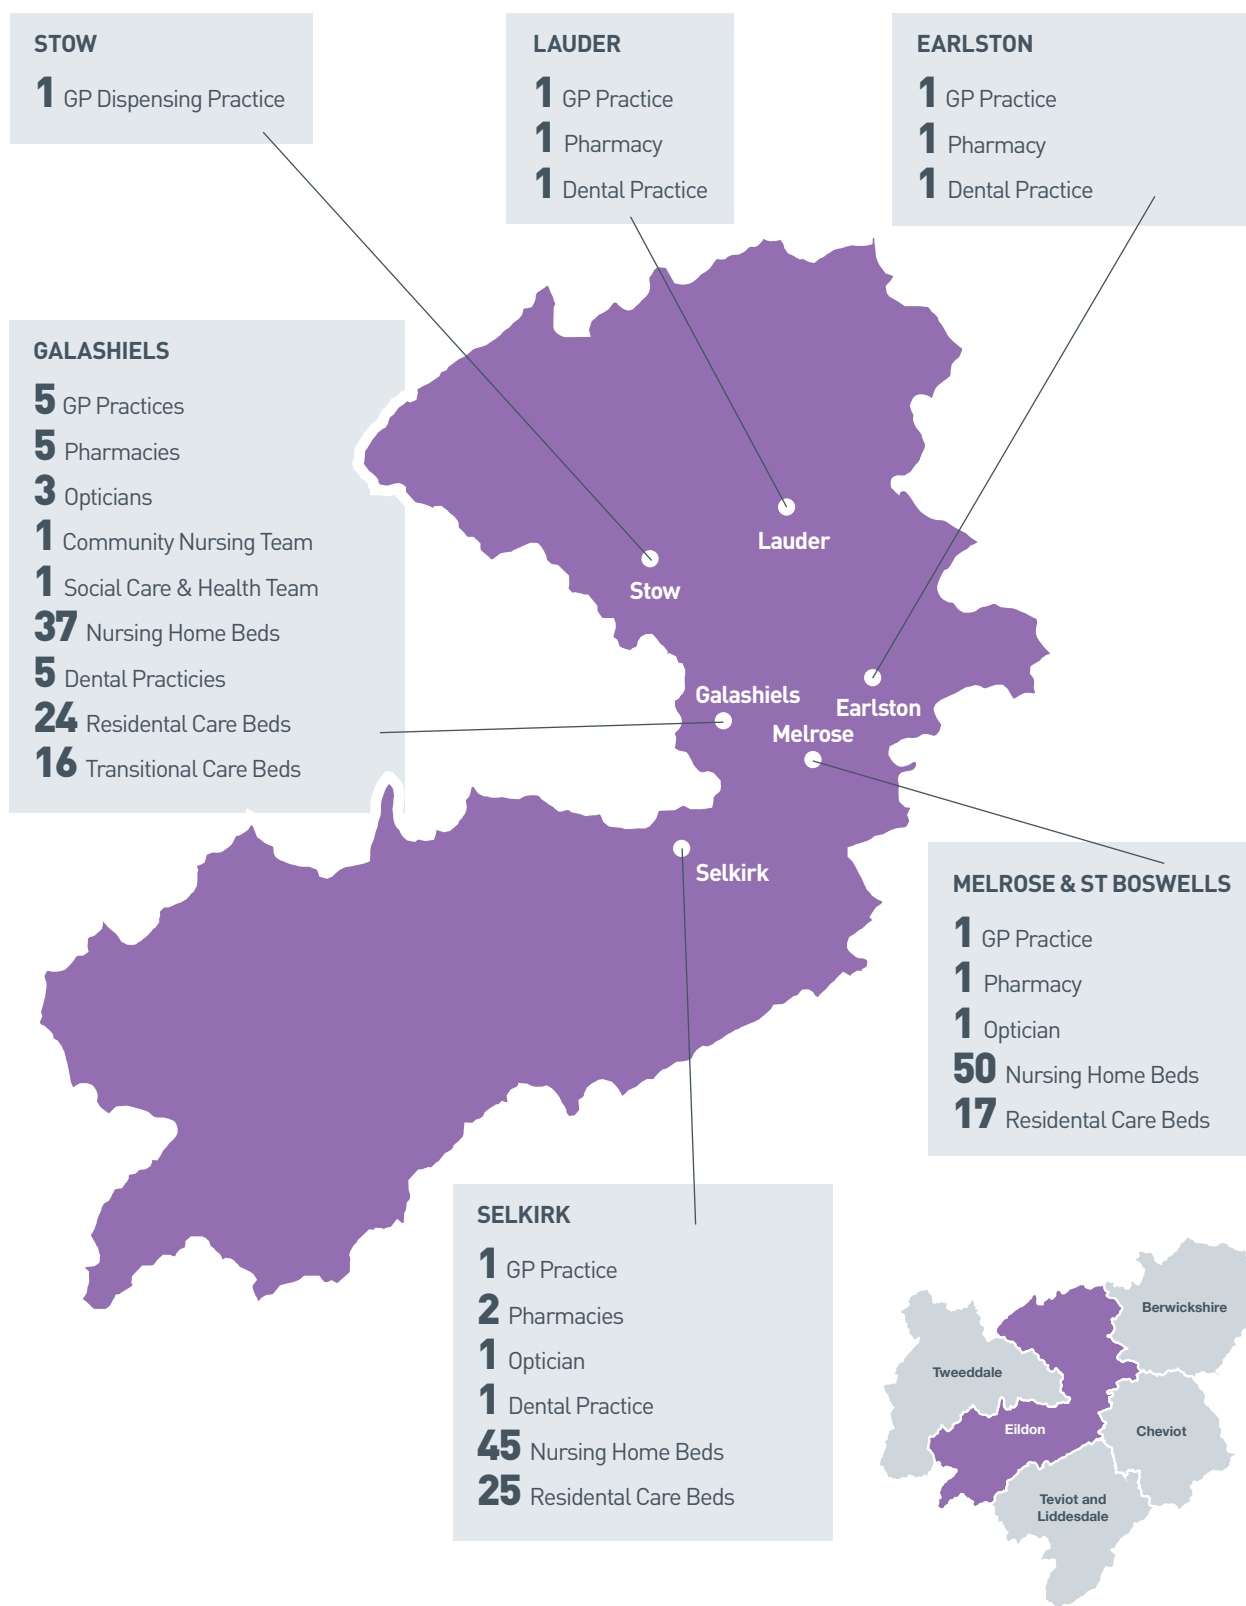 STOW
1 GP Dispensing Practice
LAUDER
1 GP Practice
1 Pharmacy
1 Dental Practice
EARLSTON
1 GP Practice
1 Pharmacy
1 Dental Practice
GALASHIELS
5 GP Practices
5 Pharmacies
3 Opticians
1 Community Nursing Team
1 Social Care & Health Team
37 Nursing Home Beds
5 Dental Practicies
24 Residental Care Beds
16 Transitional Care Beds
Lauder
Stow
Galashiels
Earlston
Melrose
Selkirk
MELROSE & ST BOSWELLS
1 GP Practice
1 Pharmacy
1 Optician
50 Nursing Home Beds
17 Residental Care Beds
SELKIRK
1 GP Practice
2 Pharmacies
1 Optician
1 Dental Practice
45 Nursing Home Beds
25 Residental Care Beds
Berwickshire
Tweeddale
Eildon
Cheviot
Teviot and
Liddesdale